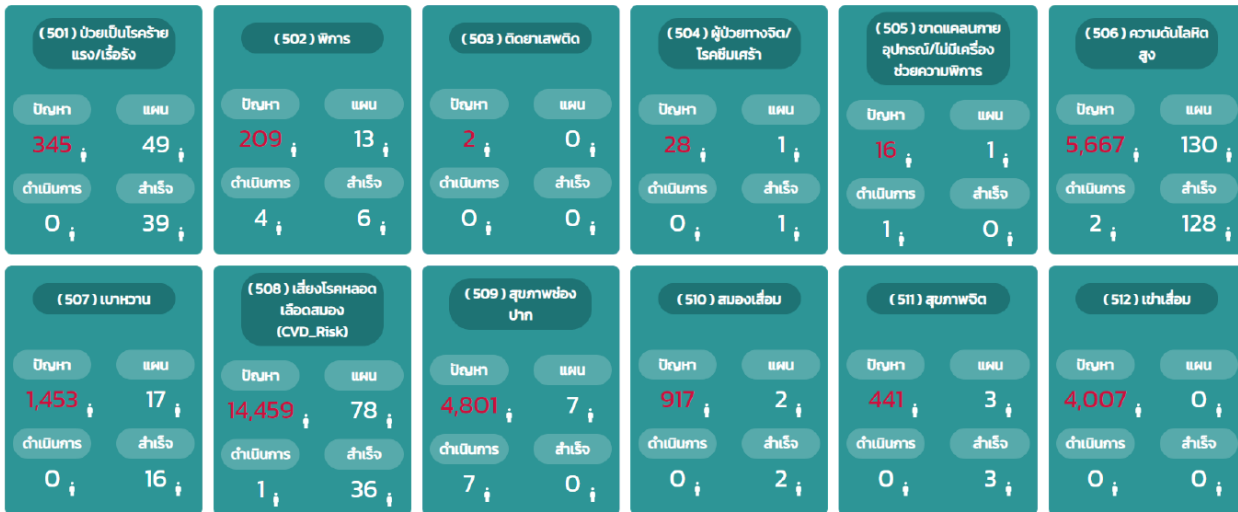 (501) ป่วยเป็นโรคร้าย
แรง/เรื้อรัง
ปัญหา แผน
345 49
ดำเนินการ สำเร็จ
0 39
(502) พิการ
ปัญหา แผน
209 13
ดำเนินการ สำเร็จ
4 6
(503) ติดยาเสพติด
ปัญหา แผน
2 0
ดำเนินการ สำเร็จ
0 0
(504) ผู้ป่วยทางจิต/
โรคซึมเศร้า
ปัญหา แผน
28 1
ดำเนินการ สำเร็จ
0 1
(505) ขาดแคลนกาย
อุปกรณ์/ไม่มีเครื่อง
ช่วยความพิการ
ปัญหา แผน
16 1
ดำเนินการ สำเร็จ
1 0
(506) ความดันโลหิต
สูง
ปัญหา แผน
5,667 130
ดำเนินการ สำเร็จ
2 128
(507) เบาหวาน
ปัญหา แผน
1,453 17
ดำเนินการ สำเร็จ
0 16
(508) เสี่ยงโรคหลอด
เลือดสมอง
(CVD_Risk)
ปัญหา แผน
14,459 78
ดำเนินการ สำเร็จ
1 36
(509) สุขภาพช่อง
ปาก
ปัญหา แผน
4,801 7
ดำเนินการ สำเร็จ
7 0
(510) สมองเสื่อม
ปัญหา แผน
917 2
ดำเนินการ สำเร็จ
0 2
(511) สุขภาพจิต
ปัญหา แผน
441 3
ดำเนินการ สำเร็จ
0 3
(512) เข่าเสื่อม
ปัญหา แผน
4,007 0
ดำเนินการ สำเร็จ
0 0